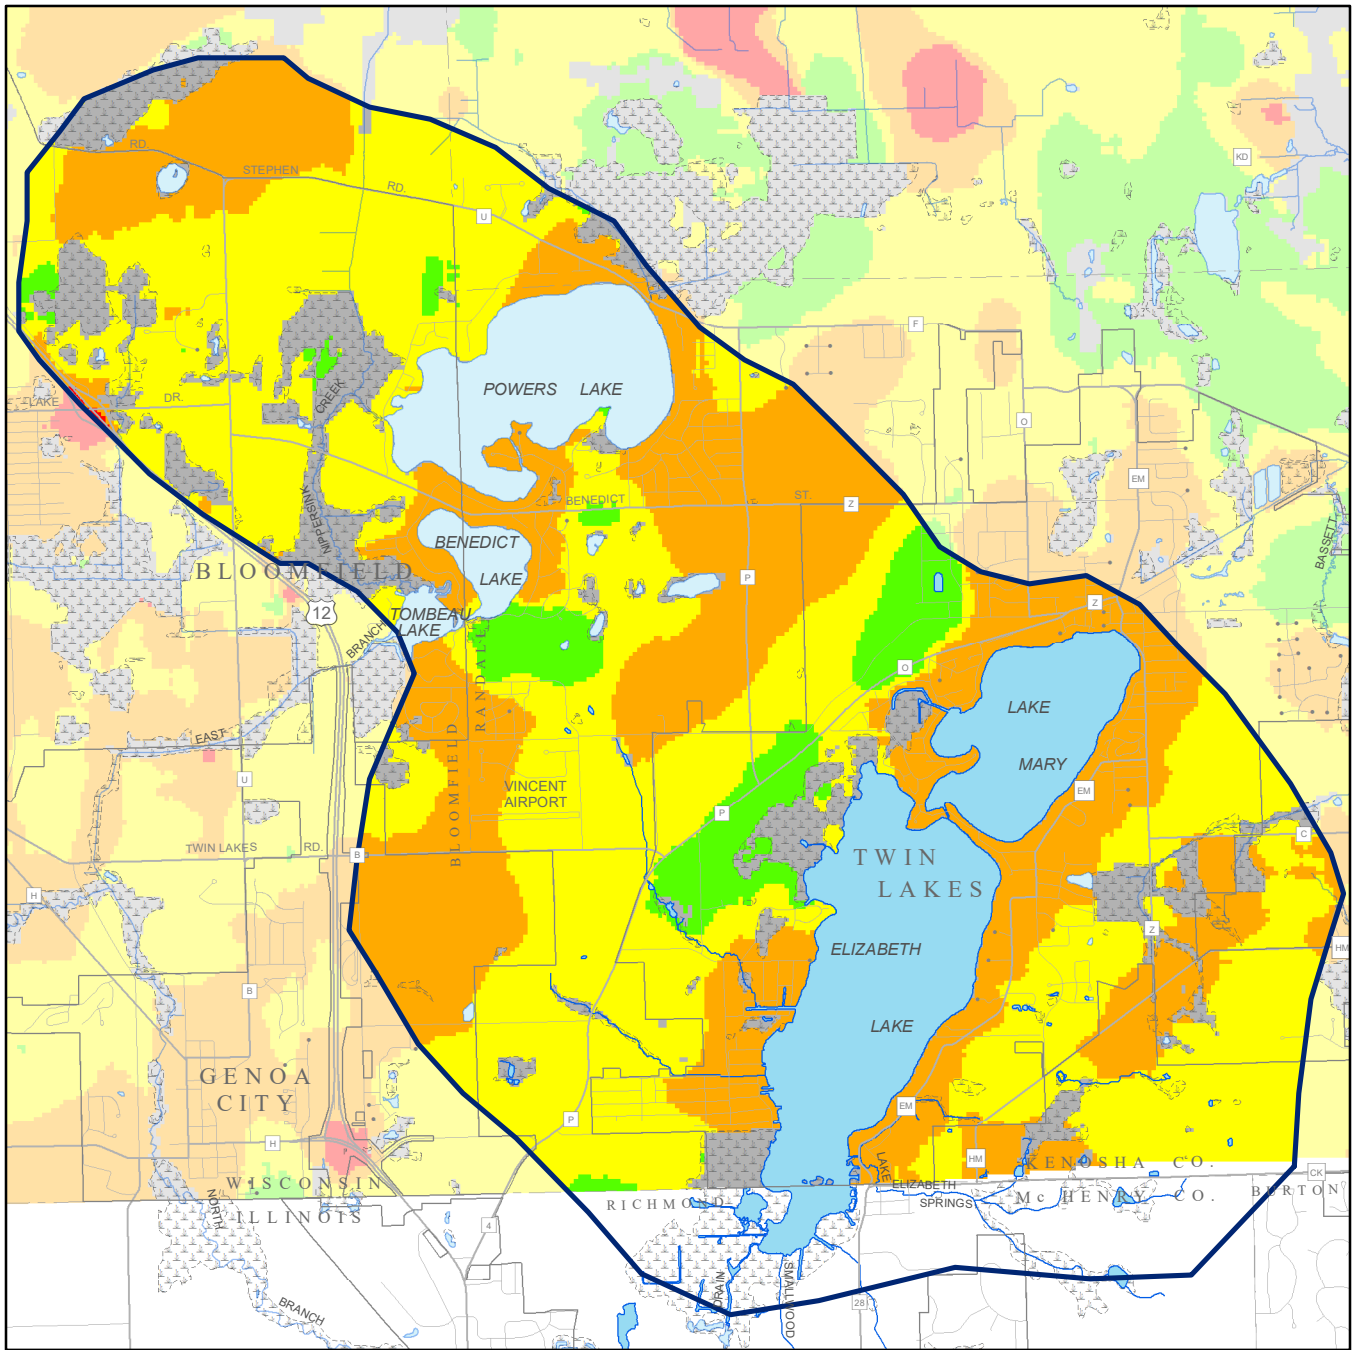 KD
RD.
STEPHEN
RD.
U
F
POWERS LAKE
LAKE
DR.
CREEK
O
EM
BENEDICT
ST.
Z
NIPPERSINK
BASSETT
BENEDICT
LAKE
BLOOMFIELD
P
12
TOMBEAU
LAKE
Z
BRANCH
RANDALL
O
LAKE
MARY
EAST
BLOOMFIELD
U
VINCENT
AIRPORT
EM
P
C
TWIN LAKES RD.
B
TWIN
LAKES
H
Z
ELIZABETH
HM
B
LAKE
GENOA
CITY
EM
P
H
HM
LAKE
KENOSHA CO.
CK
WISCONSIN
ELIZABETH
SPRINGS
RICHMOND
Mc HENRY CO.
BURTON
NORTH
ILLINOIS
4
DRAIN
SMALLWOOD
28
BRANCH